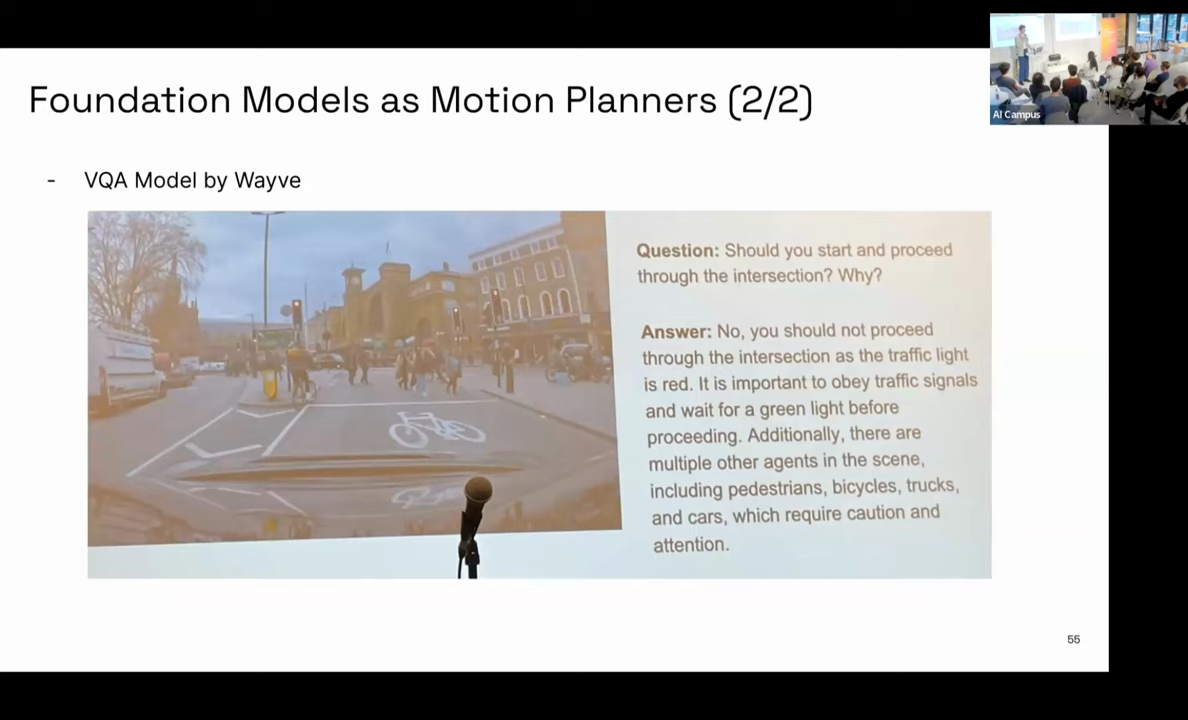 Foundation Models as Motion Planners (2/2)
AI Campus
- VQA Model by Wayve
Question: Should you start and proceed
through the intersection? Why?
Answer: No, you should not proceed
through the intersection as the traffic light
is red. It is important to obey traffic signals
and wait for a green light before
proceeding. Additionally, there are
multiple other agents in the scene,
including pedestrians, bicycles, trucks,
and cars, which require caution and
attention.
55